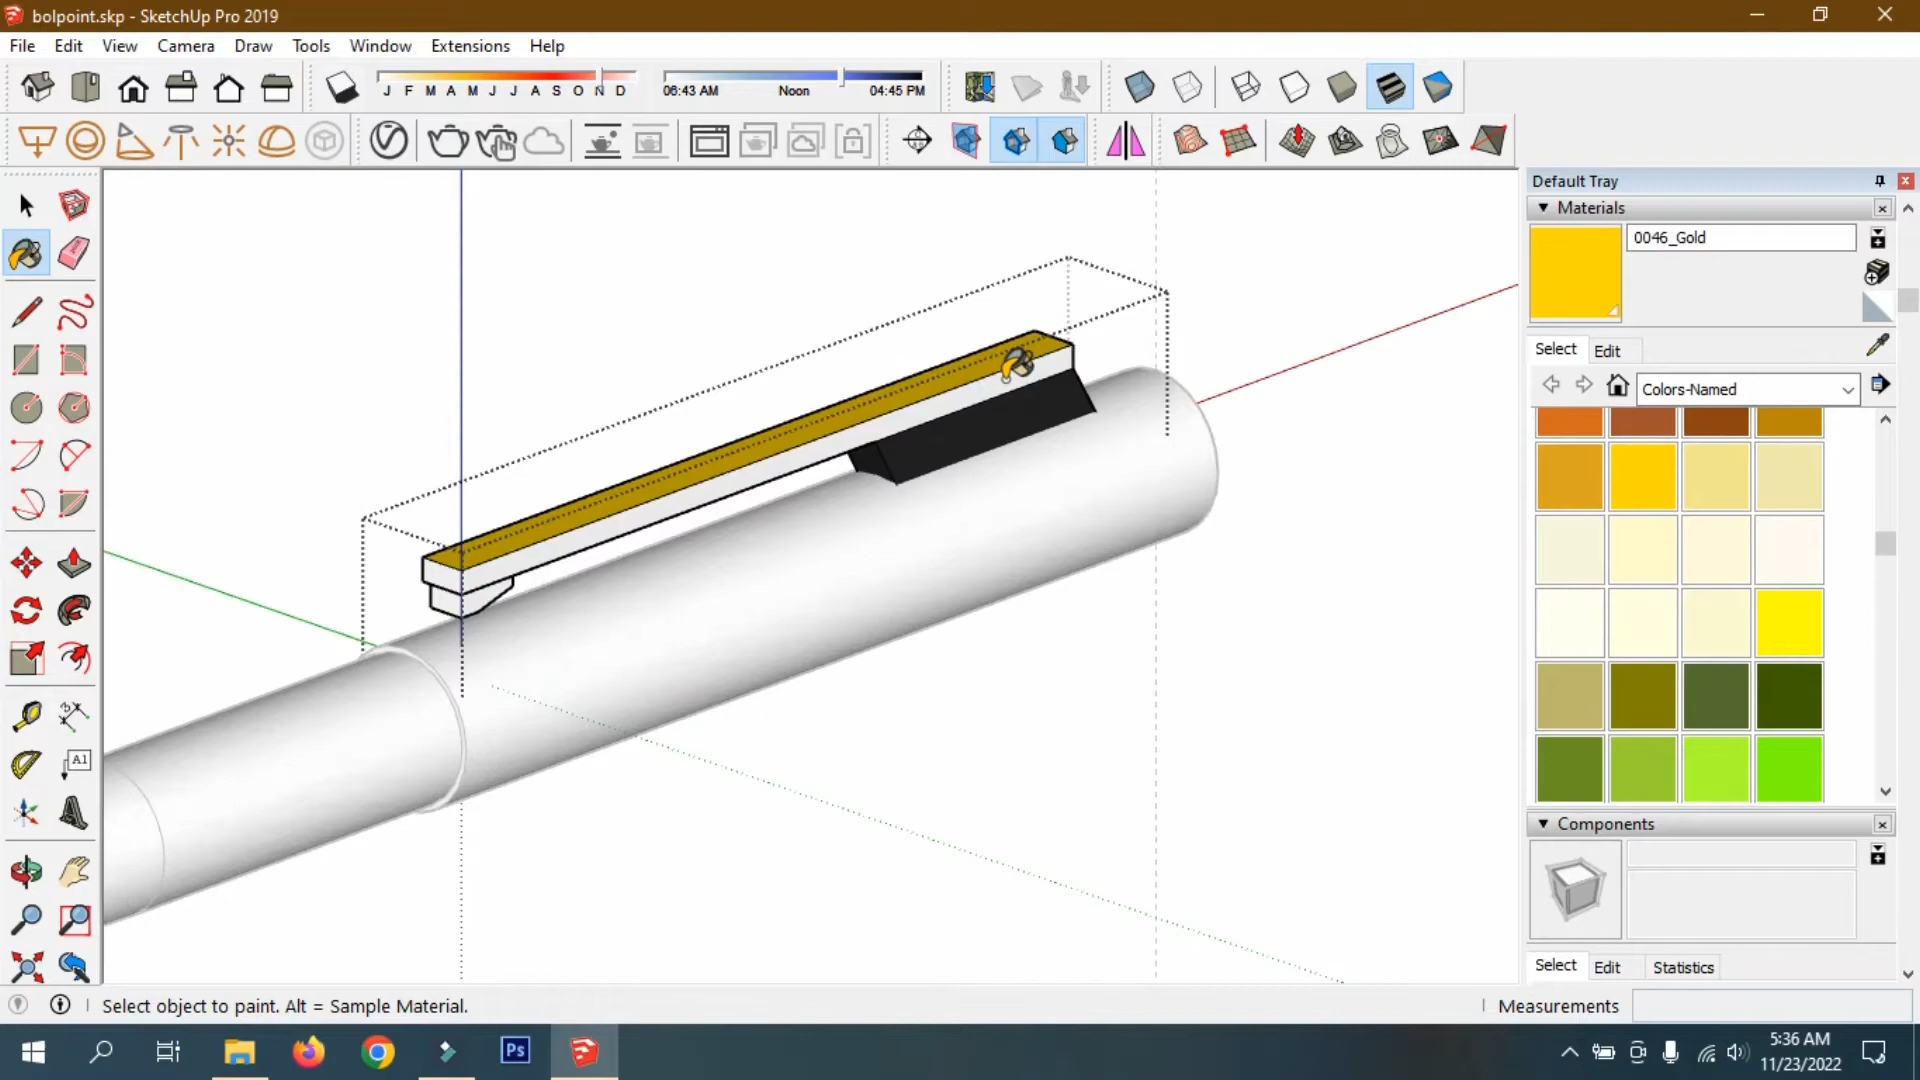 bolpoint.skp - SketchUp Pro 2019
File Edit View Camera Draw Tools Window Extensions Help
J F M A M J J A S O N D
06:43 AM Noon 04:45 PM
Default Tray
Materials
0046_Gold
Select Edit
Colors-Named
A1
Components
Select Edit Statistics
Select object to paint. Alt = Sample Material.
Measurements
Ps
5:36 AM
11/23/2022